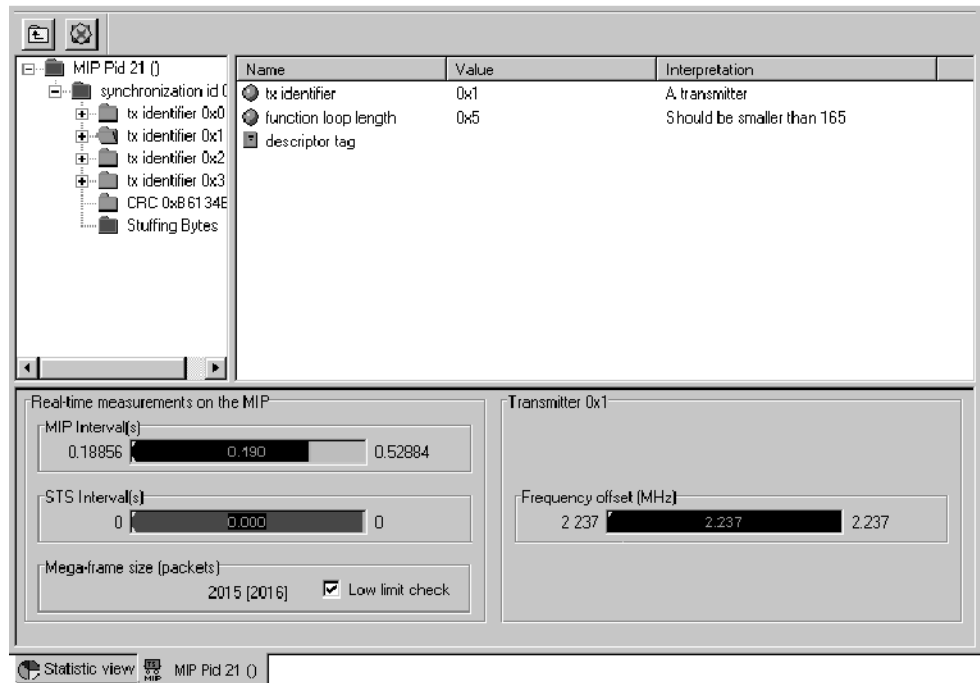 MIP Pid 21 ()
synchronization id 0
tx identifier 0x0
tx identifier 0x1
tx identifier 0x2
tx identifier 0x3
CRC 0xB6134E
Stuffing Bytes
Name Value Interpretation
tx identifier 0x1 A transmitter
function loop length 0x5 Should be smaller than 165
descriptor tag
Real-time measurements on the MIP
MIP Interval(s)
0.18856 0.190 0.52884
STS Interval(s)
0 0.000 0
Mega-frame size (packets)
2015 [2016] Low limit check
Transmitter 0x1
Frequency offset (MHz)
2 237 2.237 2.237
Statistic view MIP MIP Pid 21 ()